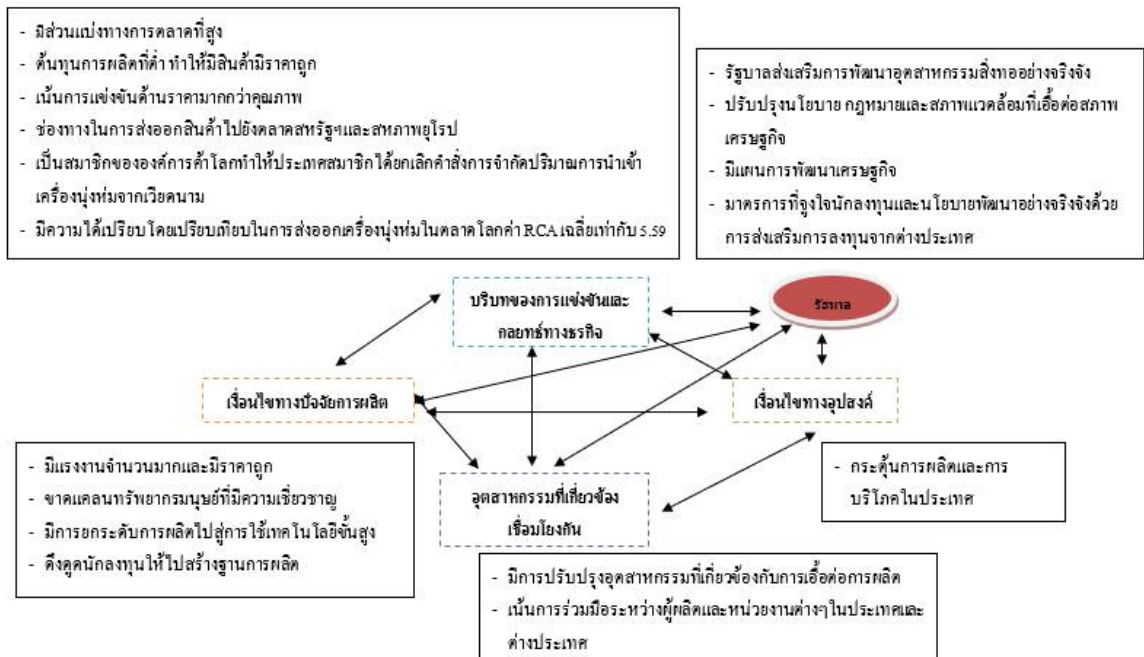 - มีส่วนแบ่งทางการตลาดที่สูง
- ต้นทุนการผลิตที่ต่ำ ทำให้มีสินค้ามีราคาถูก
- เน้นการแข่งขันด้านราคามากกว่าคุณภาพ
- ช่องทางในการส่งออกสินค้าไปยังตลาดสหรัฐฯและสหภาพยุโรป
- เป็นสมาชิกขององค์การค้าโลกทำให้ประเทศสมาชิกได้ยกเลิกคำสั่งการจำกัดปริมาณการนำเข้า
เครื่องนุ่งห่มจากเวียดนาม
- มีความได้เปรียบโดยเปรียบเทียบในการส่งออกเครื่องนุ่งห่มในตลาดโลกค่า RCA เฉลี่ยเท่ากับ 5.59
- รัฐบาลส่งเสริมการพัฒนาอุตสาหกรรมสิ่งทออย่างจริงจัง
- ปรับปรุงนโยบาย กฎหมายและสภาพแวดล้อมที่เอื้อต่อสภาพ
เศรษฐกิจ
- มีแผนการพัฒนาเศรษฐกิจ
- มาตรการที่จูงใจนักลงทุนและนโยบายพัฒนาอย่างจริงจังด้วย
การส่งเสริมการลงทุนจากต่างประเทศ
บริบทของการแข่งขันและ
กลยุทธ์ทางธุรกิจ
รัฐบาล
เงื่อนไขทางปัจจัยการผลิต
เงื่อนไขทางอุปสงค์
- มีแรงงานจำนวนมากและมีราคาถูก
- ขาดแคลนทรัพยากรมนุษย์ที่มีความเชี่ยวชาญ
- มีการยกระดับการผลิตไปสู่การใช้เทคโนโลยีขั้นสูง
- ดึงดูดนักลงทุนให้ไปสร้างฐานการผลิต
อุตสาหกรรมที่เกี่ยวข้อง
เชื่อมโยงกัน
- กระตุ้นการผลิตและการ
บริโภคในประเทศ
- มีการปรับปรุงอุตสาหกรรมที่เกี่ยวข้องกับการเอื้อต่อการผลิต
- เน้นการร่วมมือระหว่างผู้ผลิตและหน่วยงานต่างๆในประเทศและ
ต่างประเทศ